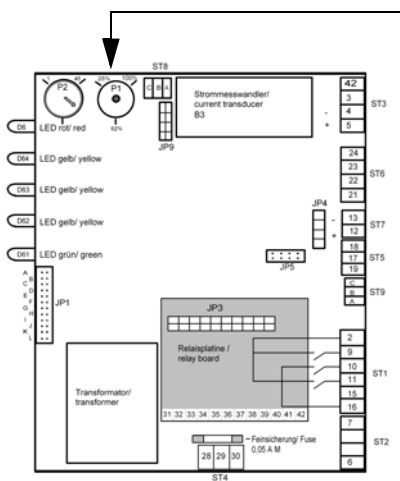 ST8
1 46
P2
25% 100%
P1
62%
C B A
JP9
Strommesswandler/
current transducer
B3
42
3
4
5
-
+
ST3
D6 LED rot/ red
D64 LED gelb/ yellow
D63 LED gelb/ yellow
D62 LED gelb/ yellow
D61 LED grün/ green
24
23
22
21
ST6
JP4
-
+
13
12
ST7
18
17
19
ST5
JP5
C
B
A
ST9
A
B
C
D
E
F
G
H
I
J
K
L
JP1
JP3
Relaisplatine /
relay board
31 32 33 34 35 36 37 38 39 40 41 42
2
9
10
11
15
16
ST1
Transformator/
transformer
Feinsicherung/ Fuse
0,05 A M
28 29 30
ST4
7
6
ST2